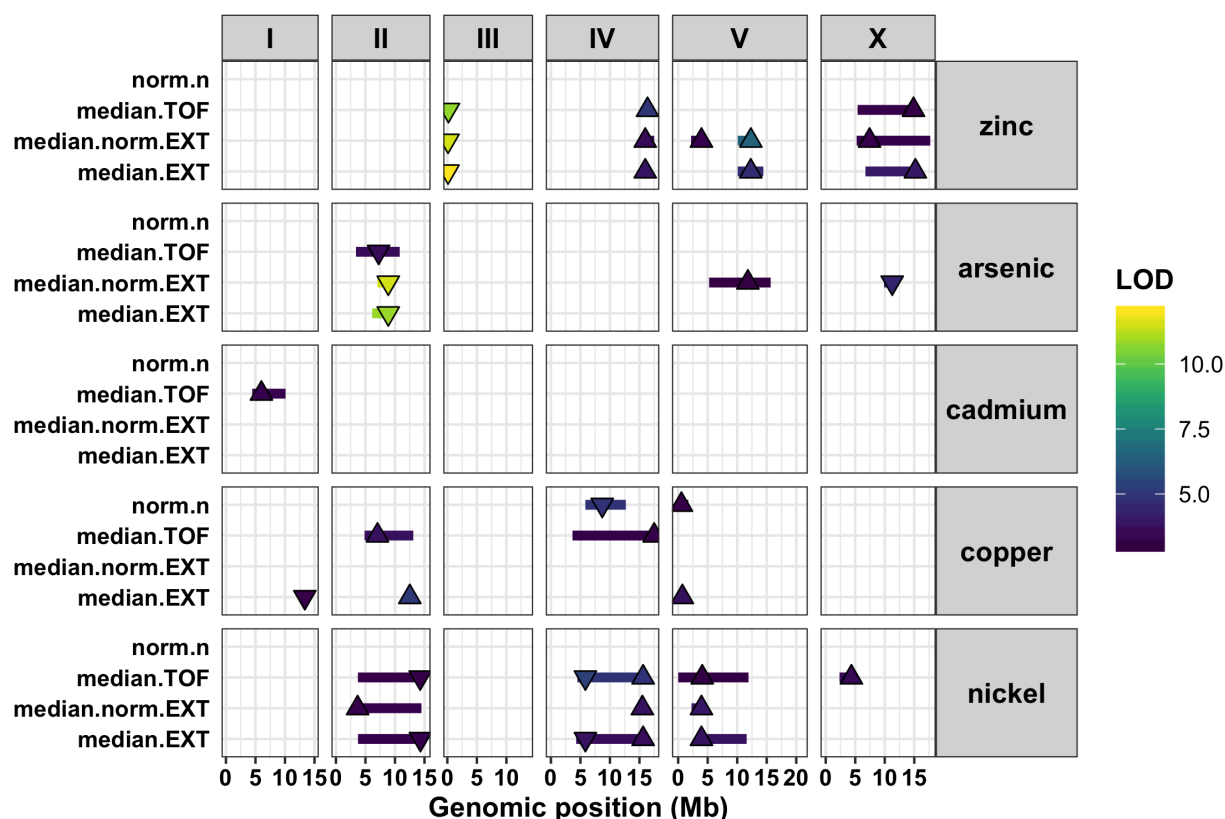 I II III IV V X
norm.n
median.TOF
median.norm.EXT
median.EXT
zinc
norm.n
median.TOF
median.norm.EXT
median.EXT
arsenic
norm.n
median.TOF
median.norm.EXT
median.EXT
cadmium
norm.n
median.TOF
median.norm.EXT
median.EXT
copper
norm.n
median.TOF
median.norm.EXT
median.EXT
nickel
0 5 10 15 0 5 10 15 0 5 10 0 5 10 15 0 5 10 15 20 0 5 10 15
Genomic position (Mb)
LOD
10.0
7.5
5.0